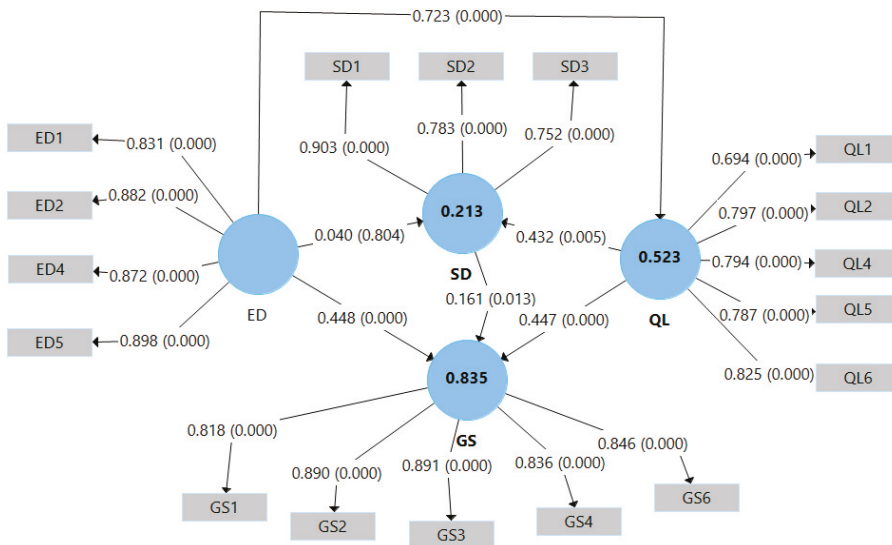 0.723 (0.000)
SD1
SD2
SD3
ED1
0.831 (0.000)
0.903 (0.000)
0.783 (0.000)
0.752 (0.000)
0.694 (0.000)
QL1
ED2
0.882 (0.000)
0.797 (0.000)
QL2
0.040 (0.804)
0.213
0.432 (0.005)
0.523
ED4
0.872 (0.000)
0.794 (0.000)
QL4
SD
ED
0.161 (0.013)
QL
0.787 (0.000)
QL5
ED5
0.898 (0.000)
0.448 (0.000)
0.447 (0.000)
0.825 (0.000)
QL6
0.835
GS
0.818 (0.000)
0.890 (0.000)
0.891 (0.000)
0.836 (0.000)
0.846 (0.000)
GS1
GS2
GS3
GS4
GS6